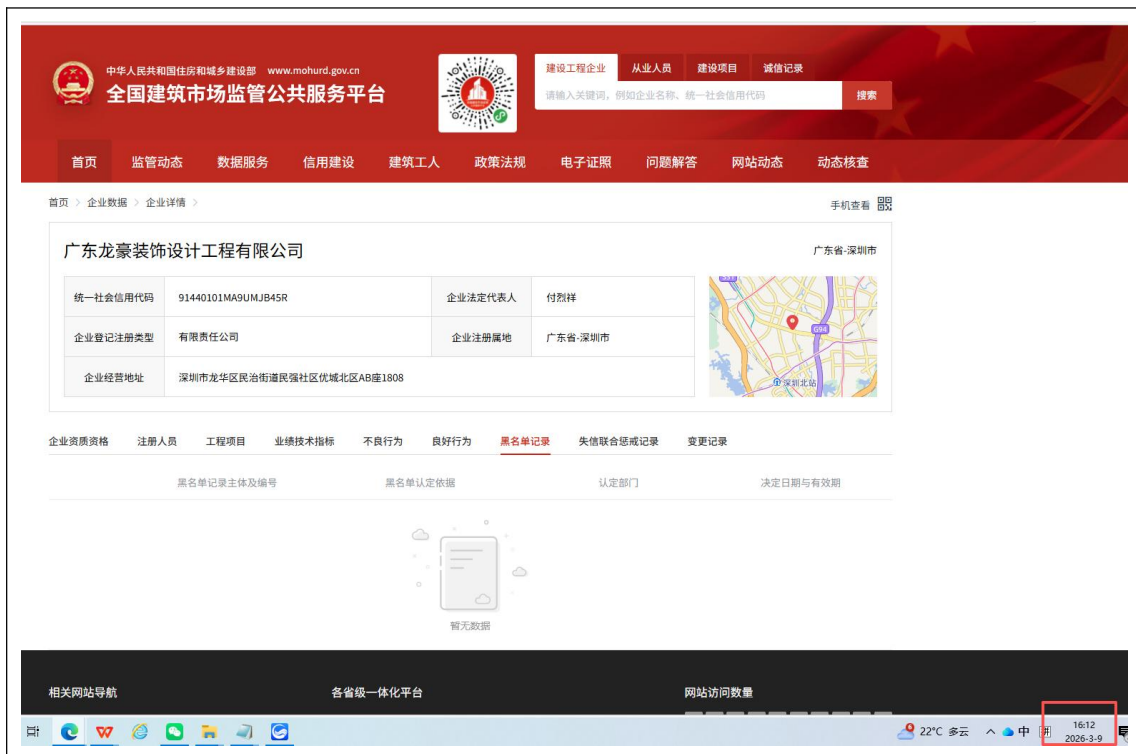 中华人民共和国住房和城乡建设部 www.mohurd.gov.cn
全国建筑市场监管公共服务平台
建设工程企业 从业人员 建设项目 诚信记录
请输入关键词，例如企业名称、统一社会信用代码 搜索
首页 监管动态 数据服务 信用建设 建筑工人 政策法规 电子证照 问题解答 网站动态 动态核查
首页 > 企业数据 > 企业详情 >
手机查看
广东龙豪装饰设计工程有限公司
广东省-深圳市
统一社会信用代码 91440101MA9UMJB45R 企业法定代表人 付烈祥
企业登记注册类型 有限责任公司 企业注册属地 广东省-深圳市
企业经营地址 深圳市龙华区民治街道民强社区优城北区AB座1808
G94
深圳北站
企业资质资格 注册人员 工程项目 业绩技术指标 不良行为 良好行为 黑名单记录 失信联合惩戒记录 变更记录
黑名单记录主体及编号 黑名单认定依据 认定部门 决定日期与有效期
暂无数据
相关网站导航 各省级一体化平台 网站访问数量
22°C 多云 中 拼 16:12
2026-3-9